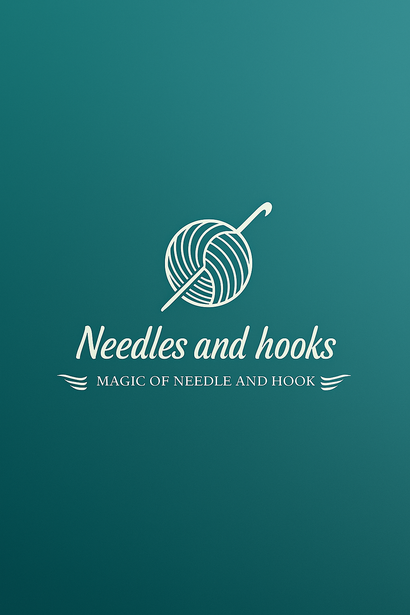 Needles and hooks
MAGIC OF NEEDLE AND HOOK